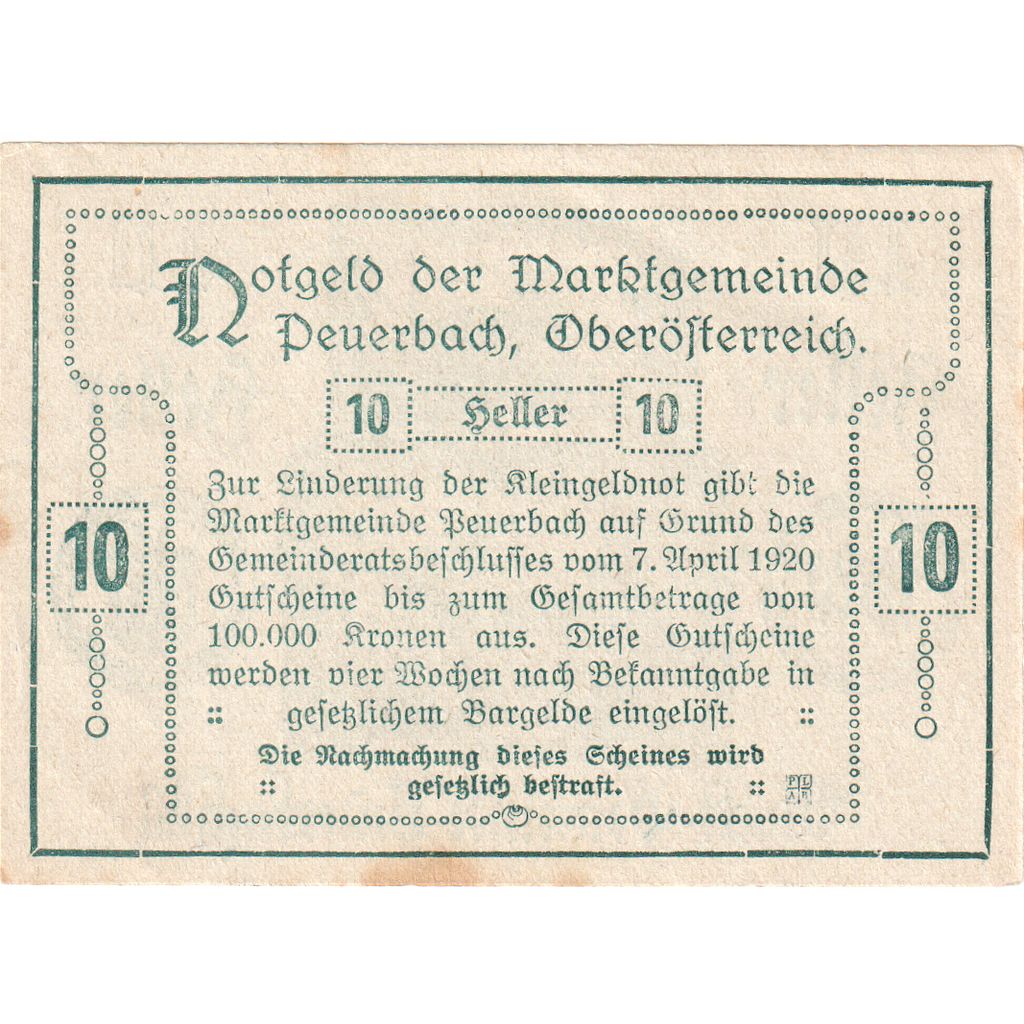 Notgeld der Marktgemeinde
Peuerbach, Oberösterreich.
10 Heller 10
Zur Linderung der Kleingeldnot gibt die
Marktgemeinde Peuerbach auf Grund des
Gemeinderatsbeschlusses vom 7. April 1920
10
10
Gutscheine bis zum Gesamtbetrage von
100.000 Kronen aus. Diese Gutscheine
werden vier Wochen nach Bekanntgabe in
:: gesetzlichem Bargelde eingelöst. ::
Die Nachmachung dieses Scheines wird
:: gesetzlich bestraft. ::